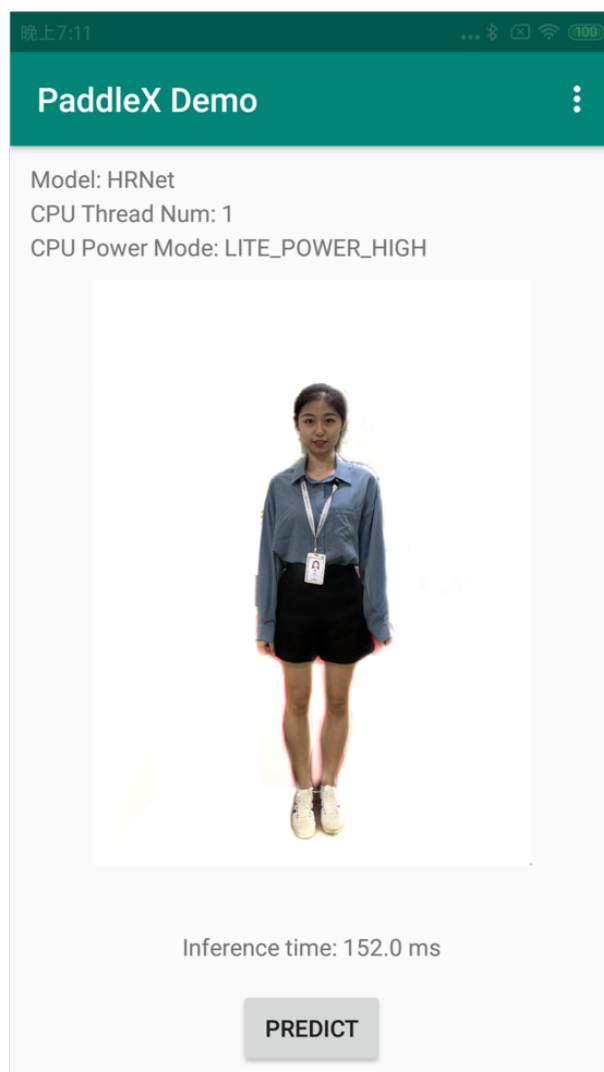 晚上7:11
100
PaddleX Demo
Model: HRNet
CPU Thread Num: 1
CPU Power Mode: LITE_POWER_HIGH
Inference time: 152.0 ms
PREDICT